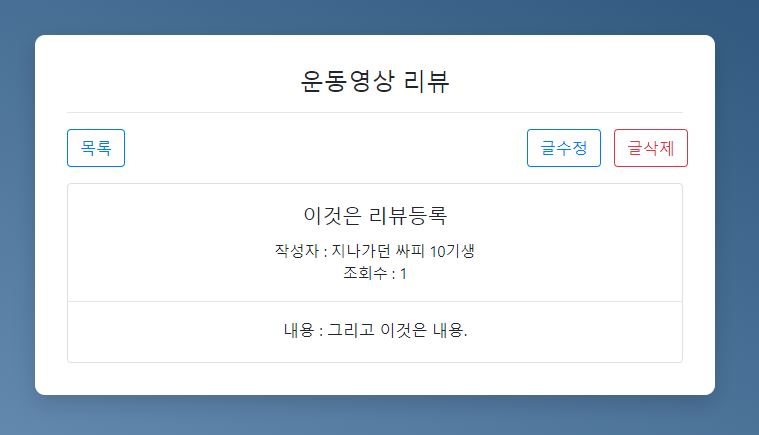 운동영상 리뷰
목록
글수정
글삭제
이것은 리뷰등록
작성자 : 지나가던 싸피 10기생
조회수 : 1
내용 : 그리고 이것은 내용.